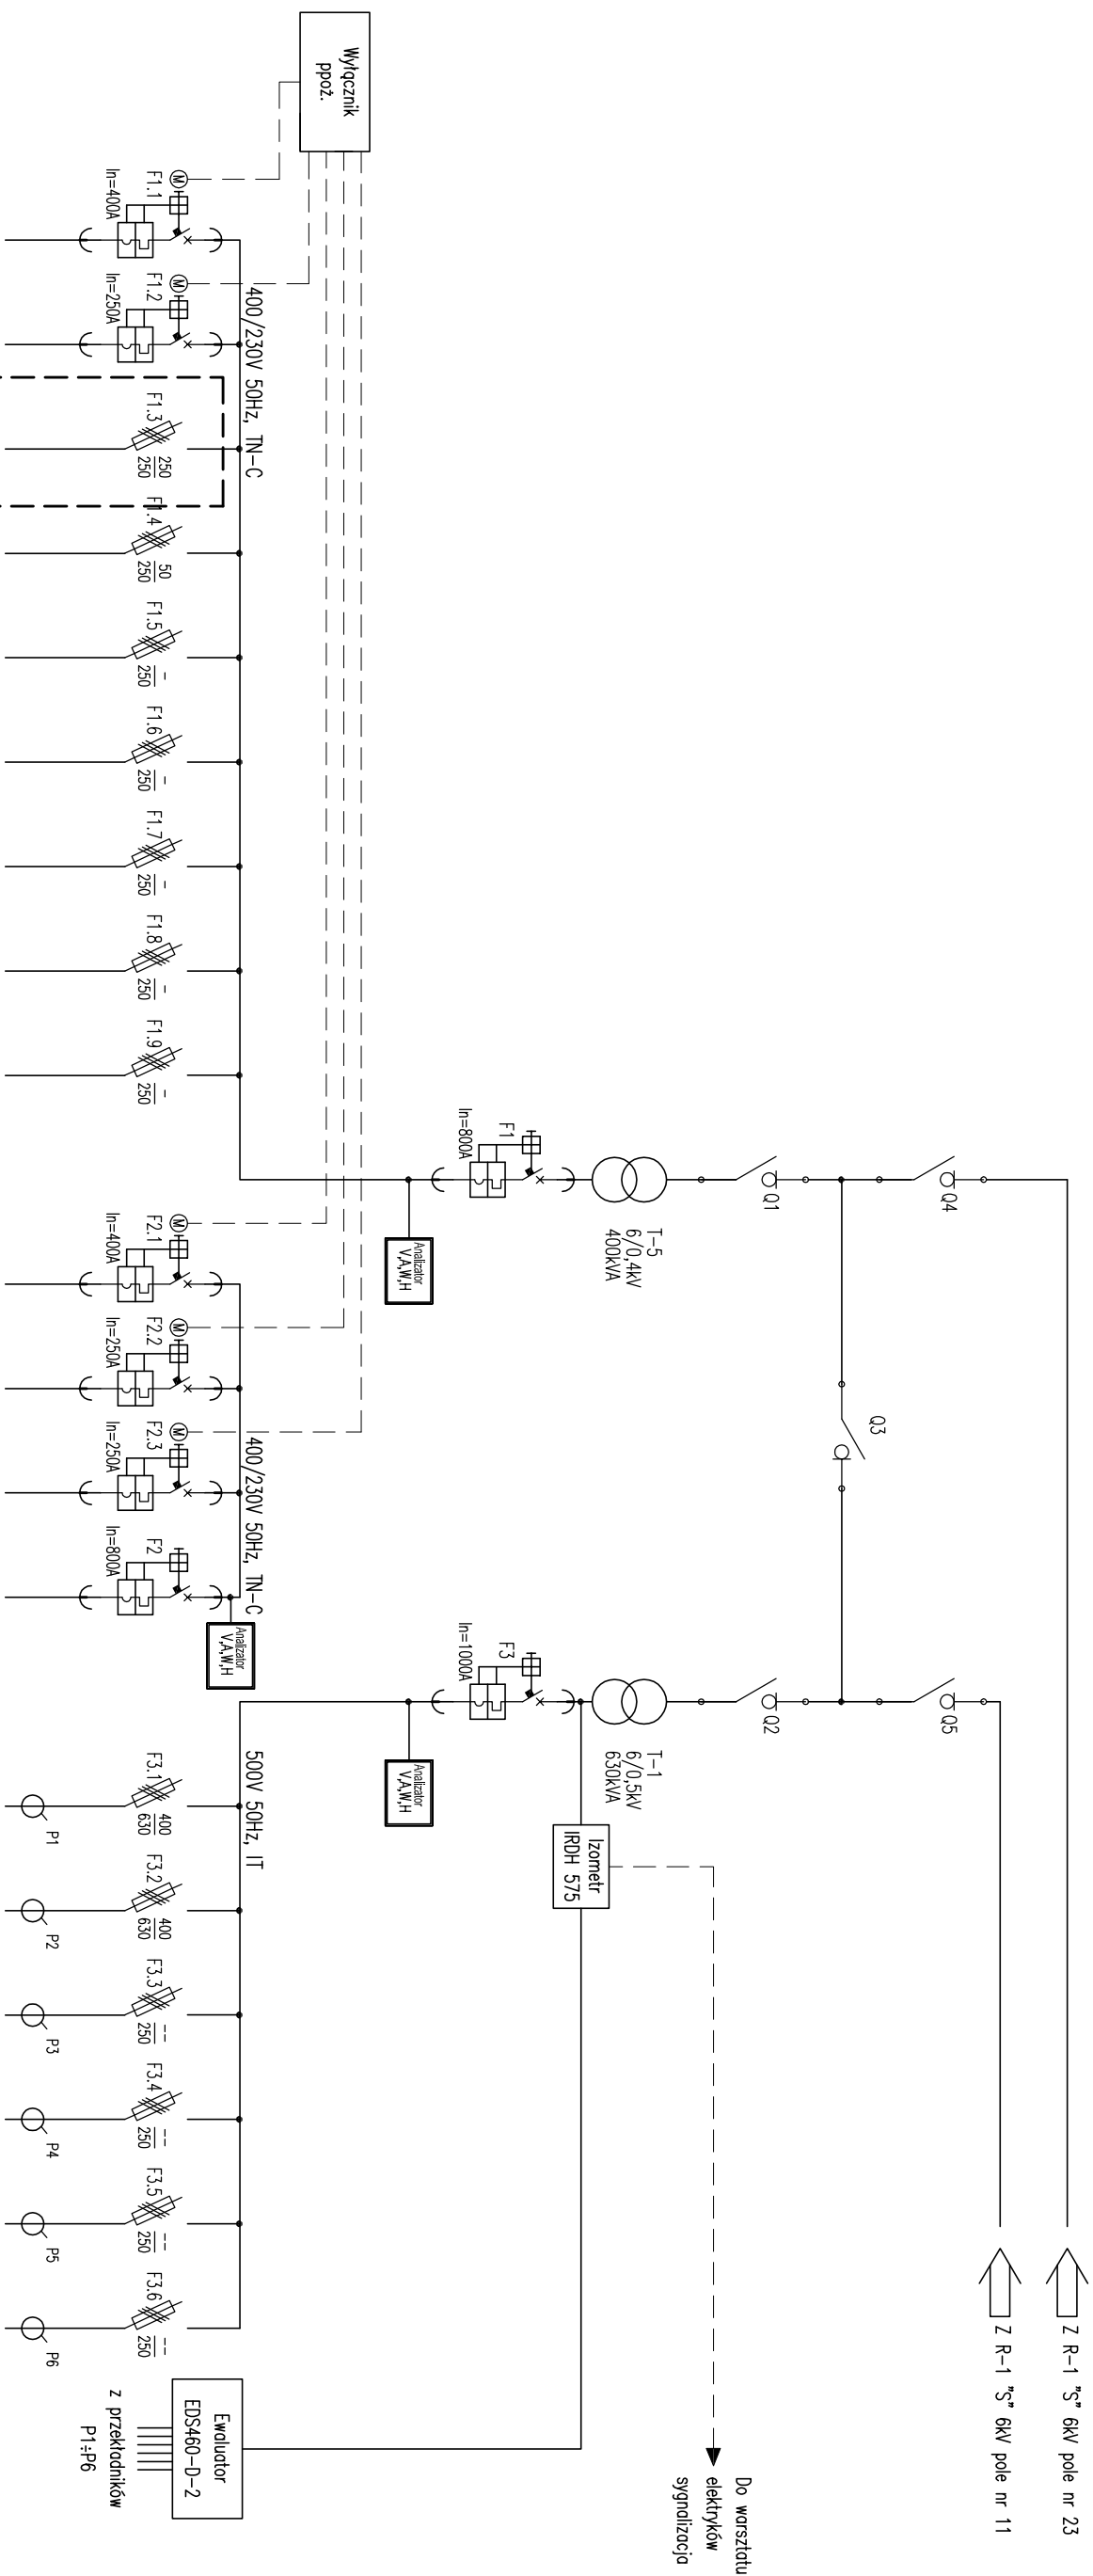 Z R-1 "S" 6kV pole nr 23
Z R-1 "S" 6kV pole nr 11
Q4
Q5
Q3
Q1
Q2
T-5
6/0,4kV
400kVA
T-1
6/0,5kV
630kVA
Do warsztatu
elektryków
sygnalizacja
Izometr
IRDH 575
F1
In=800A
F3
In=1000A
Analizator
V,A,W,H
Analizator
V,A,W,H
Wyłącznik
ppoż.
400/230V 50Hz, TN-C
400/230V 50Hz, TN-C
500V 50Hz, IT
Analizator
V,A,W,H
M
F1.1
In=400A
M
F1.2
In=250A
F1.3
250
250
F1.4
50
250
F1.5
-
250
F1.6
-
250
F1.7
-
250
F1.8
-
250
F1.9
-
250
M
F2.1
In=400A
M
F2.2
In=250A
M
F2.3
In=250A
F2
In=800A
F3.1
400
630
P1
F3.2
400
630
P2
F3.3
--
250
P3
F3.4
--
250
P4
F3.5
--
250
P5
F3.6
--
250
P6
Ewaluator
EDS460-D-2
z przekładników
P1÷P6